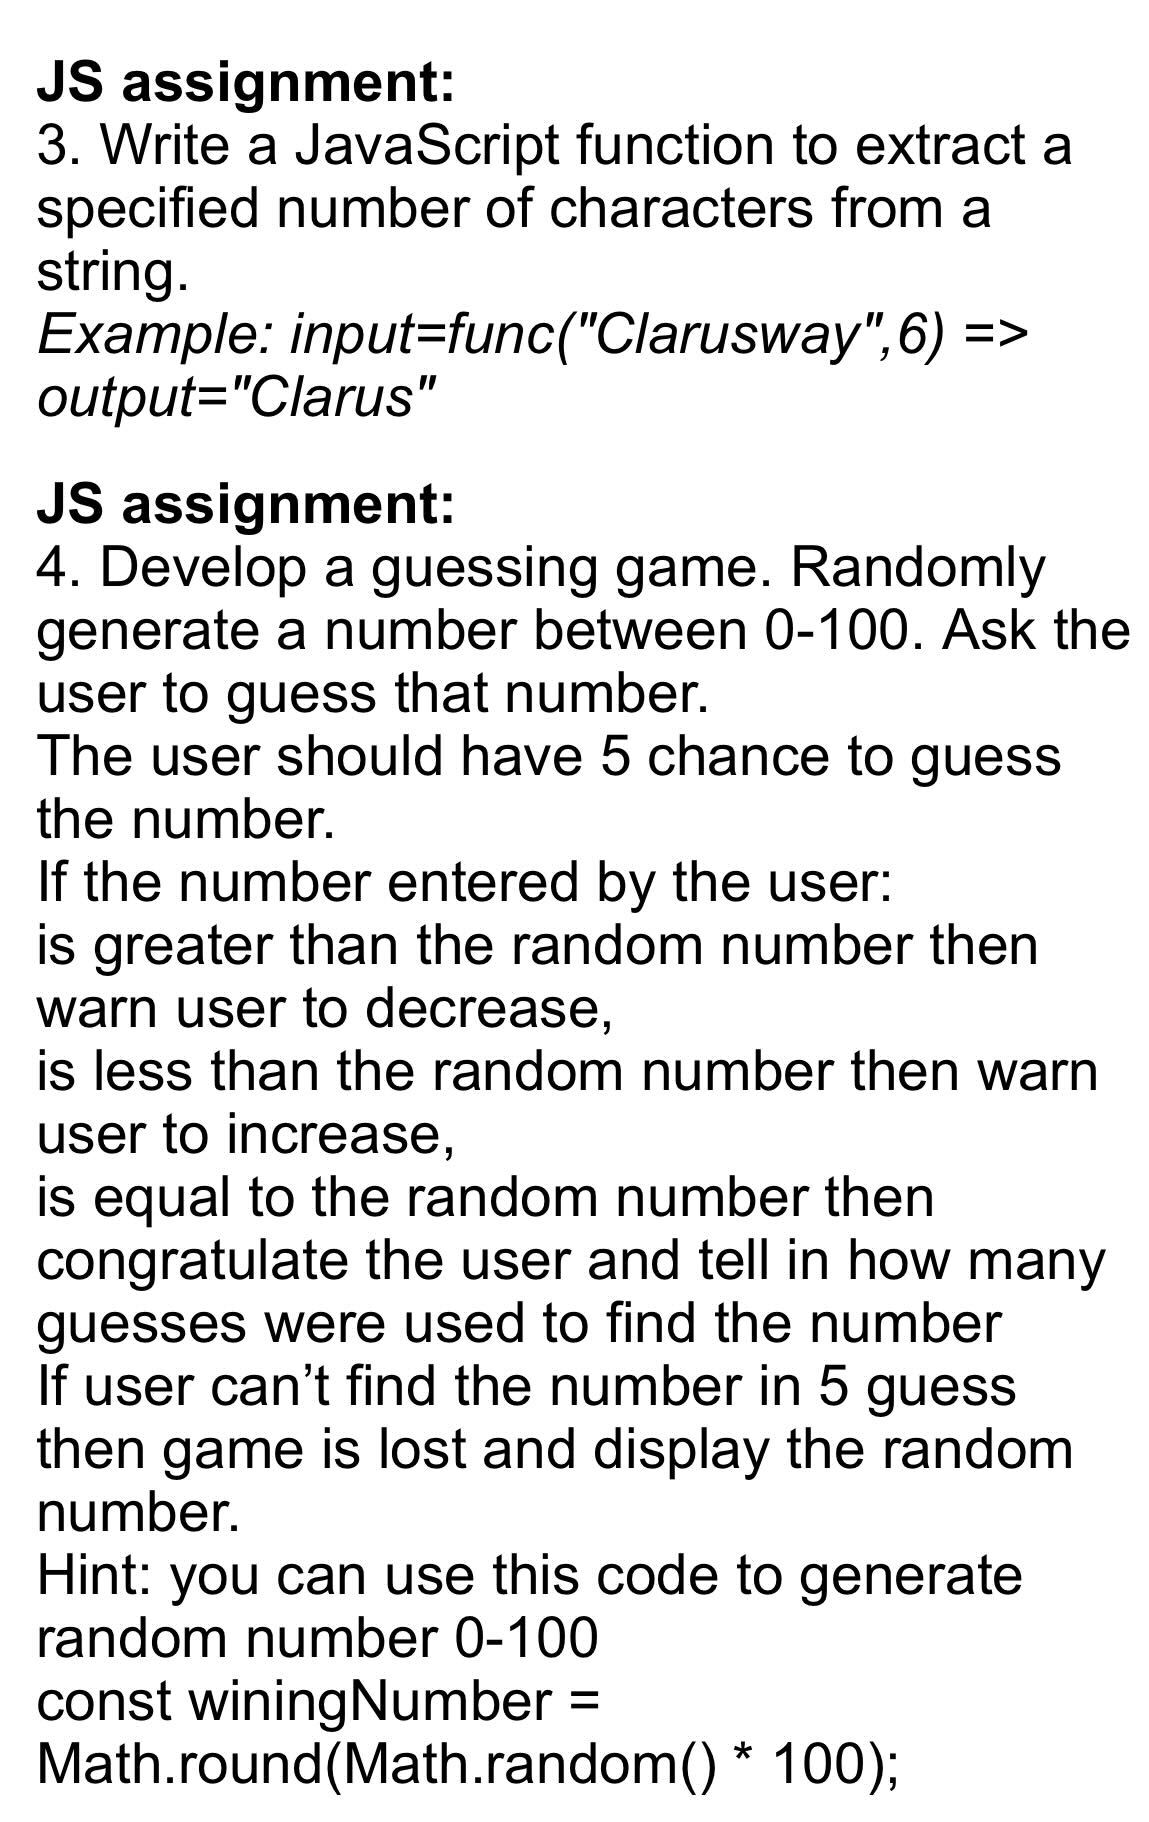 JS assignment:
3. Write a JavaScript function to extract a
specified number of characters from a
string.
Example: input=func("Clarusway",6) =>
output="Clarus"
JS assignment:
4. Develop a guessing game. Randomly
generate a number between 0-100. Ask the
user to guess that number.
The user should have 5 chance to guess
the number.
If the number entered by the user:
is greater than the random number then
warn user to decrease,
is less than the random number then warn
user to increase,
is equal to the random number then
congratulate the user and tell in how many
guesses were used to find the number
If user can’t find the number in 5 guess
then game is lost and display the random
number.
Hint: you can use this code to generate
random number 0-100
const winingNumber =
Math.round(Math.random() * 100);